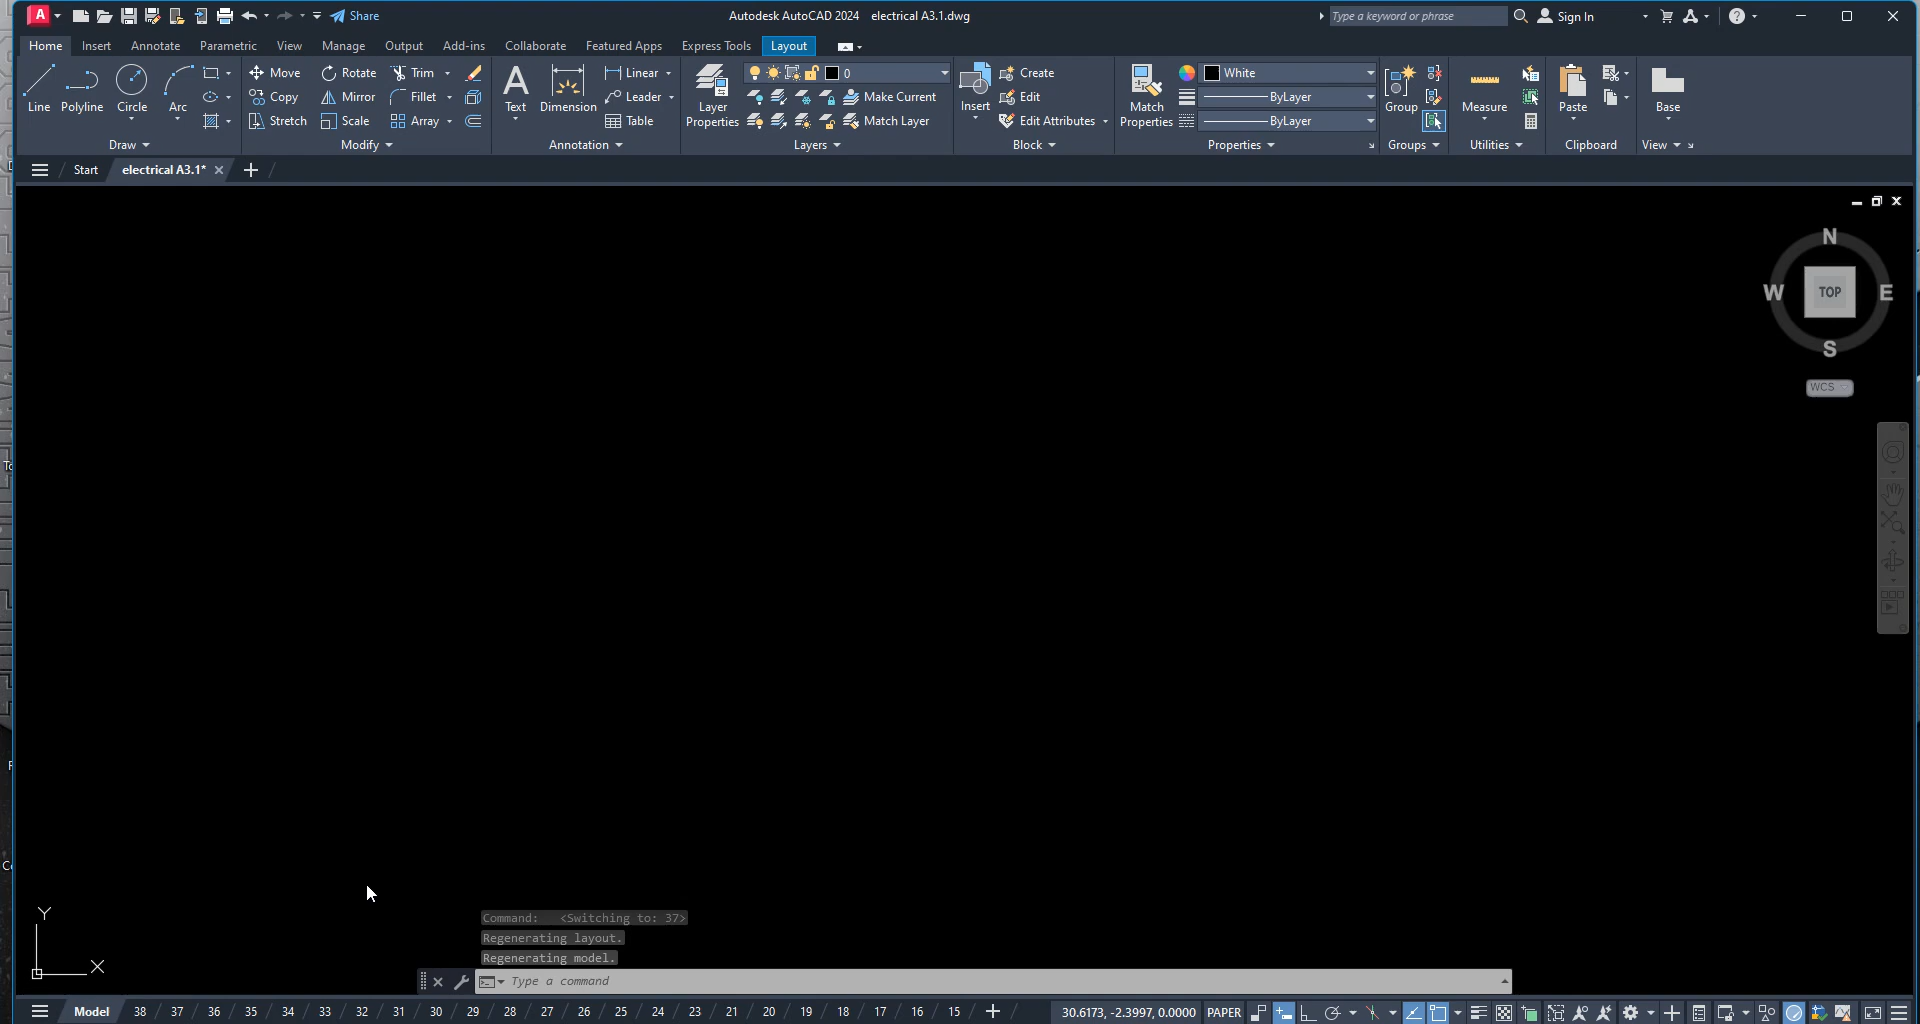 A Share Autodesk AutoCAD 2024 electrical A3.1.dwg Type a keyword or phrase Sign In
Home Insert Annotate Parametric View Manage Output Add-ins Collaborate Featured Apps Express Tools Layout
Line Polyline Circle Arc
Move Rotate Trim
Copy Mirror Fillet
Stretch Scale Array
Text Dimension
Linear
Leader
Table
Layer Properties
0
Make Current
Match Layer
Insert
Create
Edit
Edit Attributes
Match Properties
White
ByLayer
ByLayer
Group
Measure
Paste
Base
Draw Modify Annotation Layers Block Properties Groups Utilities Clipboard View
Start electrical A3.1*
N
W TOP E
S
WCS
Y
X
Command: <Switching to: 37>
Regenerating layout.
Regenerating model.
Type a command
Model 38 37 36 35 34 33 32 31 30 29 28 27 26 25 24 23 21 20 19 18 17 16 15 30.6173, -2.3997, 0.0000 PAPER